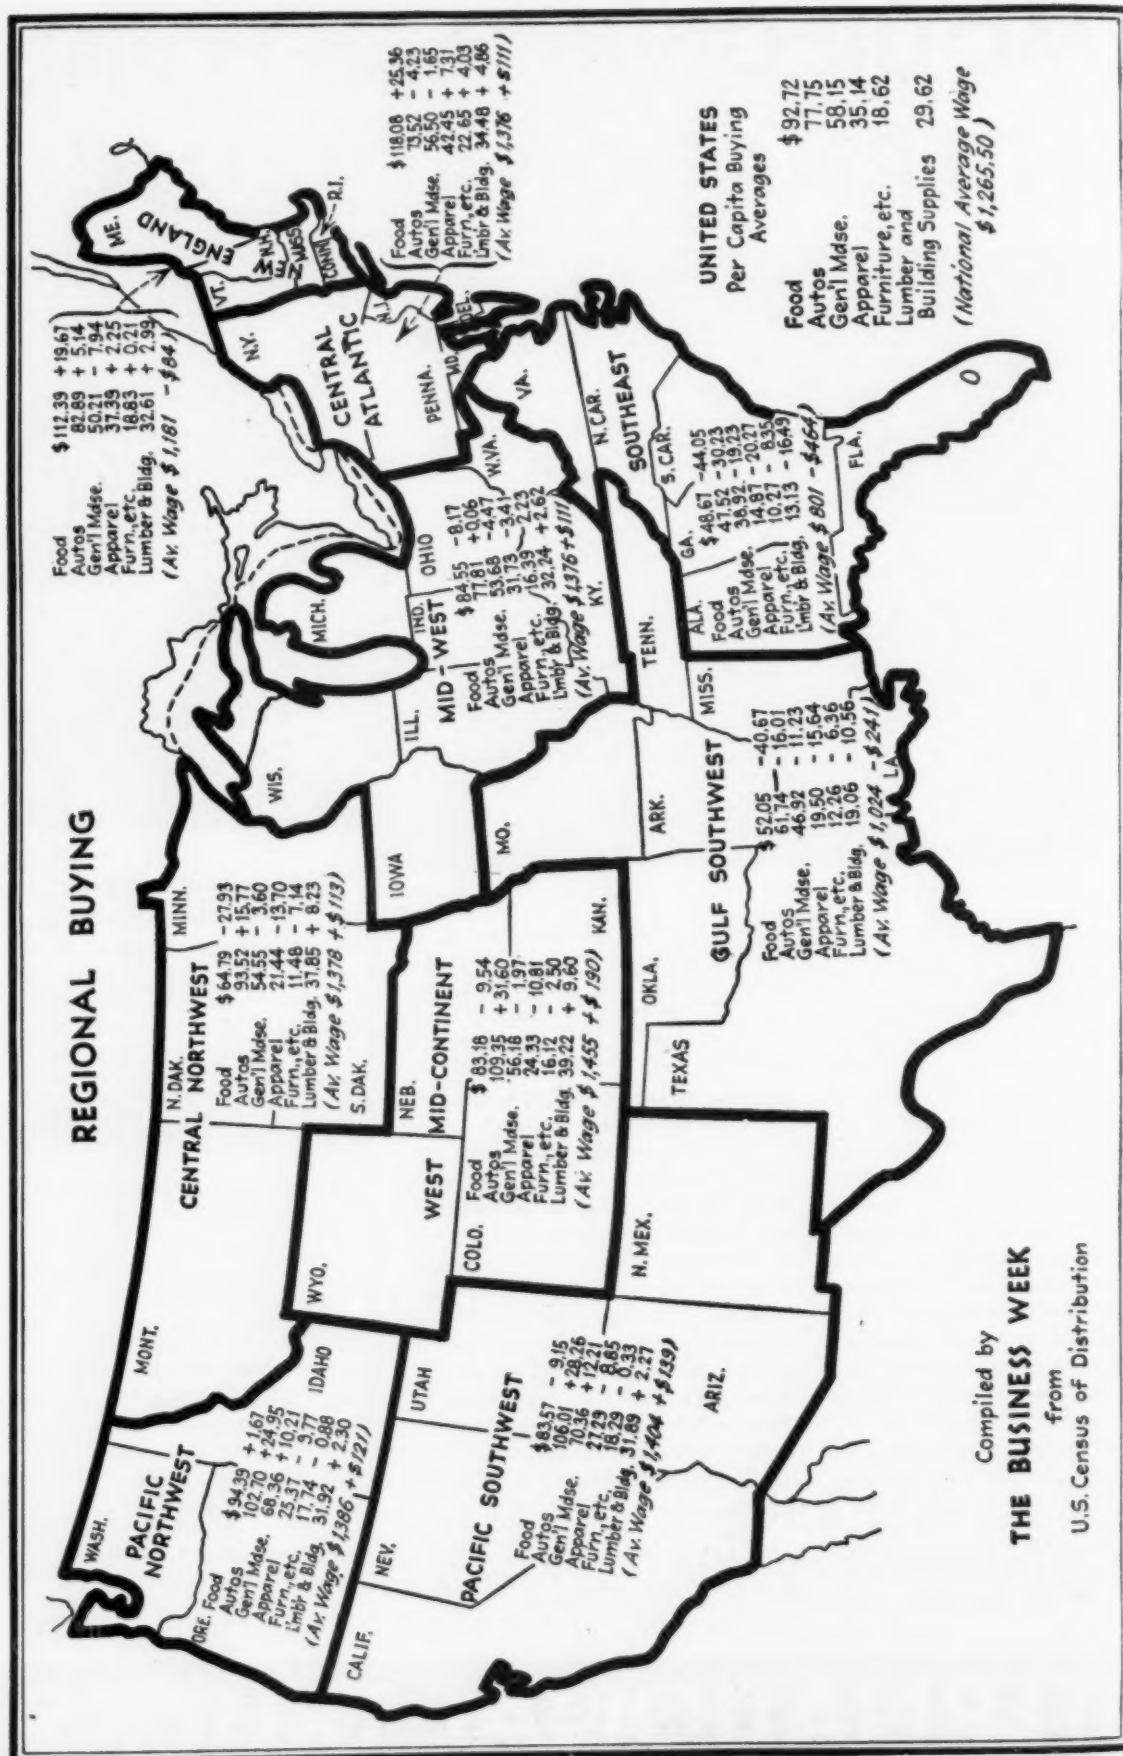 REGIONAL BUYING
WASH.
PACIFIC
NORTHWEST
ORE.
Food $94.39 +1.67
Autos 102.70 +24.95
Gen'l Mdse. 68.36 +10.21
Apparel 25.37 - 9.77
Furn., etc. 17.74 - 0.88
L'mbr & Bldg. 31.92 + 2.30
(Av. Wage $1,386 + $121)
IDAHO
MONT.
N. DAK.
MINN.
CENTRAL NORTHWEST
Food $64.79 -27.93
Autos 93.52 +15.77
Gen'l Mdse. 54.55 - 3.60
Apparel 21.44 -13.70
Furn., etc. 11.48 - 7.14
Lumber & Bldg. 37.85 + 8.23
(Av. Wage $1,378 + $113)
S. DAK.
WIS.
MICH.
Food $112.39 +19.67
Autos 82.89 + 5.14
Gen'l Mdse. 50.21 - 7.94
Apparel 37.39 + 2.25
Furn., etc. 18.83 + 0.21
Lumber & Bldg. 32.61 + 2.99
(Av. Wage $1,181 - $84)
ME.
NEW ENGLAND
VT.
N.H.
MASS.
CONN.
R.I.
N.Y.
CENTRAL
ATLANTIC
N.J.
PENNA.
MD.
DEL.
Food $118.08 +25.36
Autos 73.52 - 4.23
Gen'l Mdse. 56.50 - 1.65
Apparel 42.45 + 7.31
Furn., etc. 22.65 + 4.03
Lmbr & Bldg. 34.48 + 4.86
(Av. Wage $1,376 + $111)
CALIF.
NEV.
UTAH
PACIFIC SOUTHWEST
Food $83.57 - 9.15
Autos 106.01 +28.26
Gen'l Mdse. 70.36 +12.21
Apparel 27.29 - 8.85
Furn., etc. 18.29 - 0.33
Lumber & Bldg. 31.89 + 2.27
(Av. Wage $1,404 + $139)
ARIZ.
WYO.
NEB.
WEST MID-CONTINENT
COLO.
Food $83.18 - 9.54
Autos 109.35 +31.60
Gen'l Mdse. 56.18 - 1.97
Apparel 24.33 - 10.81
Furn., etc. 16.12 - 2.50
Lumber & Bldg. 39.22 + 9.60
(Av. Wage $1,455 + $190)
KAN.
IOWA
ILL.
IND.
OHIO
MID-WEST
Food $84.55 -8.17
Autos 77.81 +0.06
Gen'l Mdse. 53.68 -4.47
Apparel 31.73 -3.41
Furn., etc. 16.39 -2.23
L'mb'r & Bldg. 32.24 +2.62
(Av. Wage $1376 + $111)
W.VA.
VA.
KY.
MO.
N. MEX.
TEXAS
OKLA.
ARK.
TENN.
MISS.
GULF SOUTHWEST
Food $52.05 -40.67
Autos 61.74 - 16.01
Gen'l Mdse. 46.92 - 11.23
Apparel 19.50 - 15.64
Furn., etc. 12.26 - 6.36
Lumber & Bldg. 19.06 - 10.56
(Av. Wage $1,024 - $241)
LA.
N. CAR.
SOUTHEAST
S. CAR.
GA.
ALA.
Food $48.67 -44.05
Autos 47.52 -30.23
Gen'l Mdse. 38.92 -19.23
Apparel 14.87 -20.27
Furn., etc. 10.27 - 8.35
L'mbr & Bldg. 13.13 -16.49
(Av. Wage $801 - $464)
FLA.
UNITED STATES
Per Capita Buying
Averages
Food $92.72
Autos 77.75
Gen'l Mdse. 58.15
Apparel 35.14
Furniture, etc. 18.62
Lumber and
Building Supplies 29.62
(National Average Wage
$1,265.50)
Compiled by
THE BUSINESS WEEK
from
U.S. Census of Distribution